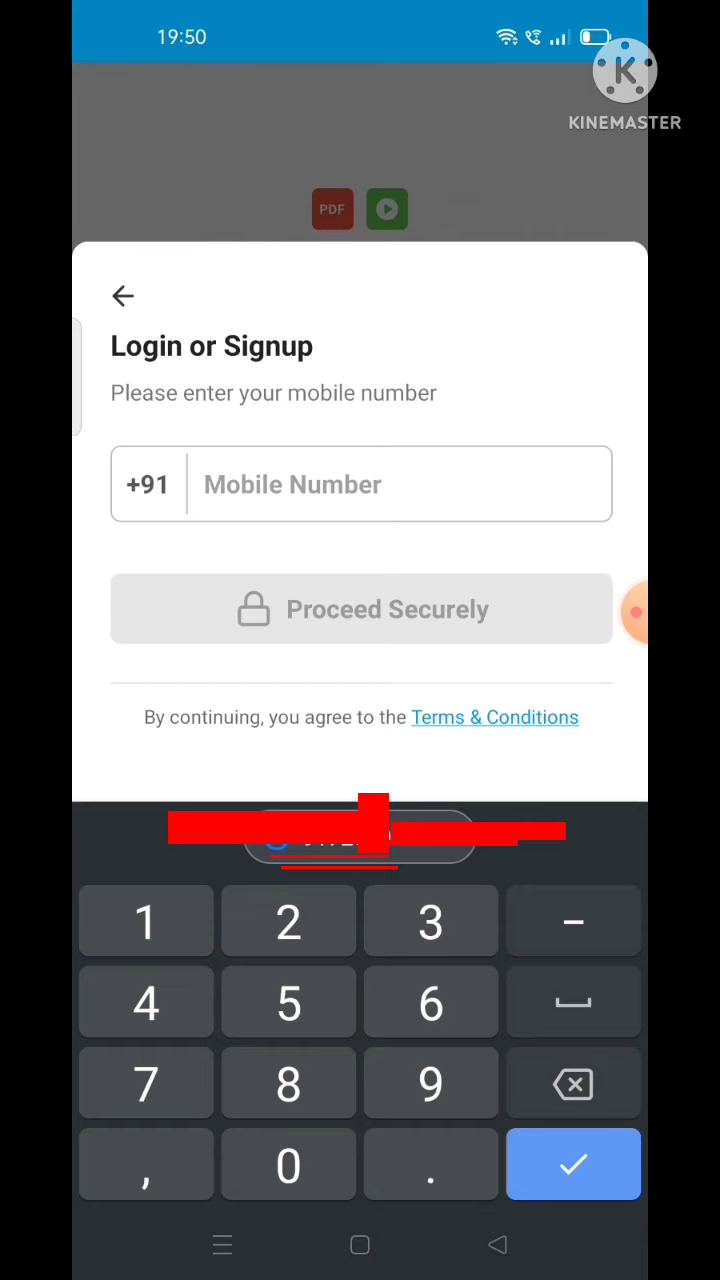 19:50
KINEMASTER
PDF
Login or Signup
Please enter your mobile number
+91 Mobile Number
Proceed Securely
By continuing, you agree to the Terms & Conditions
1 2 3 -
4 5 6
7 8 9
, 0 .